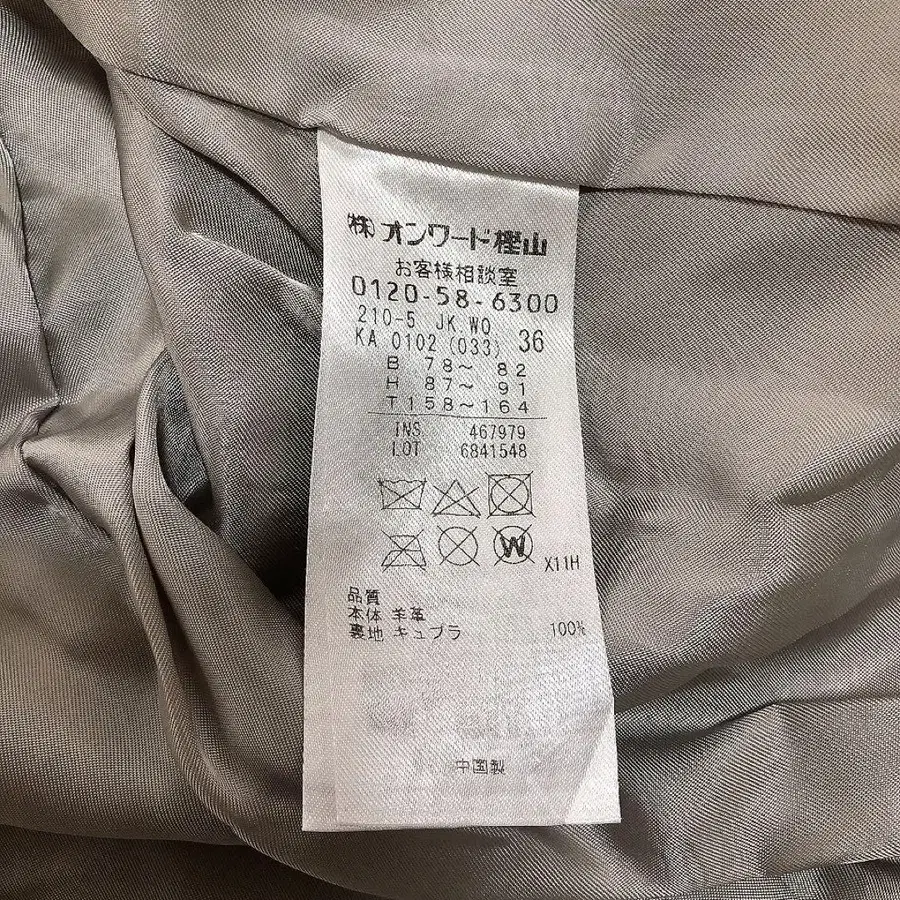 ㈱オンワード樫山
お客様相談室
0120-58-6300
210-5 JK WO
KA 0102 (033) 36
B 78～ 82
H 87～ 91
T158～164
INS 467979
LOT 6841548
W
X11H
品質
本体 羊革
裏地 キュプラ 100%
中国製